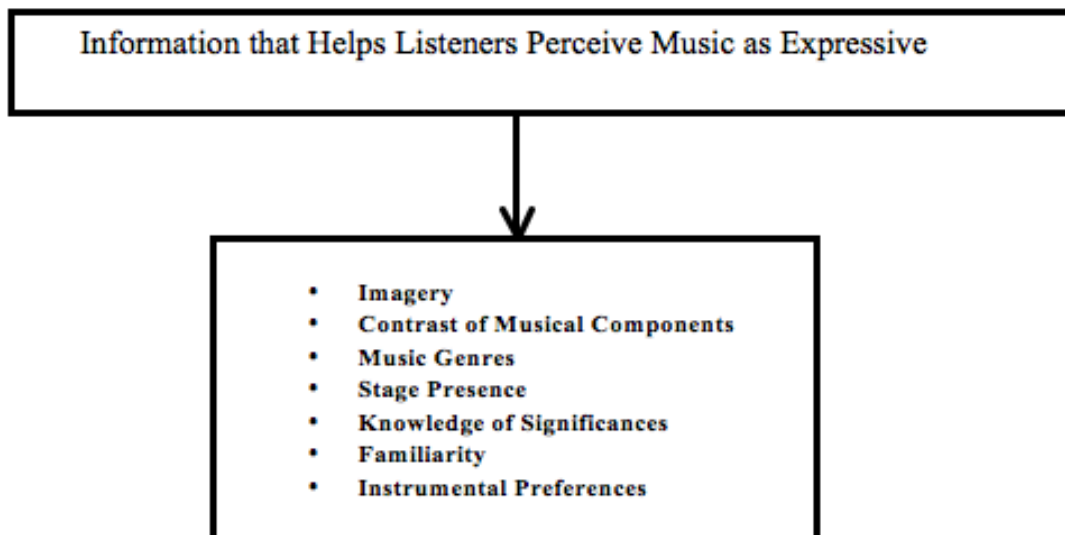 Information that Helps Listeners Perceive Music as Expressive
• Imagery
• Contrast of Musical Components
• Music Genres
• Stage Presence
• Knowledge of Significances
• Familiarity
• Instrumental Preferences